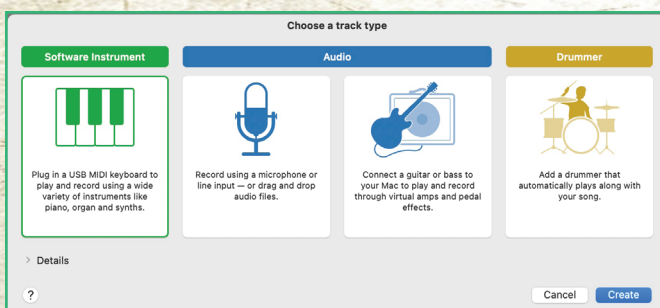 Choose a track type
Software Instrument
Audio
Drummer
Plug in a USB MIDI keyboard to
play and record using a wide
variety of instruments like
piano, organ and synths.
Record using a microphone or
line input — or drag and drop
audio files.
Connect a guitar or bass to
your Mac to play and record
through virtual amps and pedal
effects.
Add a drummer that
automatically plays along with
your song.
> Details
?
Cancel
Create